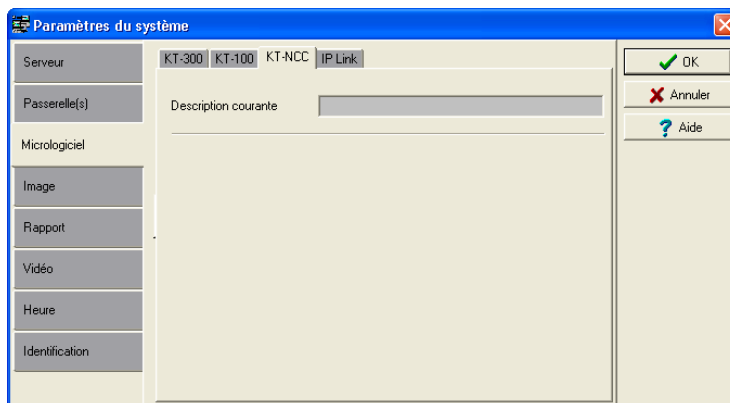 Paramètres du système
Serveur
Passerelle(s)
Micrologiciel
Image
Rapport
Vidéo
Heure
Identification
KT-300 KT-100 KT-NCC IP Link
Description courante
OK
Annuler
Aide